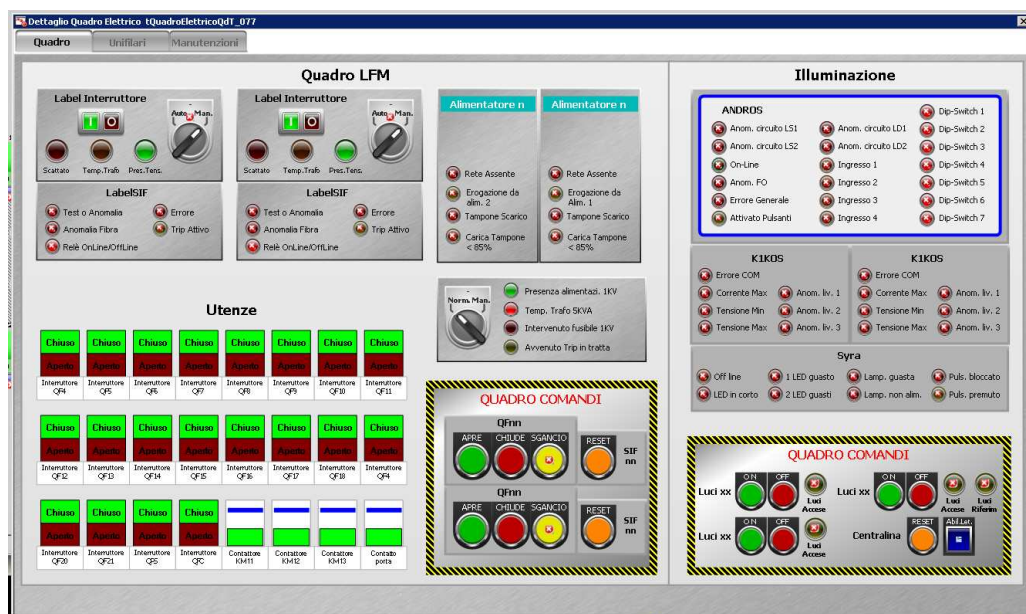 Dettaglio Quadro Elettrico tQuadroElettricoQdT_077
Quadro Unifilari Manutenzioni
Quadro LFM
Label Interruttore
Auto Man.
Scattato Temp.Trafo Pres.Tens.
LabelSIF
Test o Anomalia Errore
Anomalia Fibra Trip Attivo
Relè OnLine/OffLine
Label Interruttore
Auto Man.
Scattato Temp.Trafo Pres.Tens.
LabelSIF
Test o Anomalia Errore
Anomalia Fibra Trip Attivo
Relè OnLine/OffLine
Alimentatore n
Rete Assente
Erogazione da
alim. 2
Tampone Scarico
Carica Tampone
< 85%
Alimentatore n
Rete Assente
Erogazione da
alim. 1
Tampone Scarico
Carica Tampone
< 85%
Norm. Man.
Presenza alimentazi. 1KV
Temp. Trafo 5KVA
Intervenuto fusibile 1KV
Avvenuto Trip in tratta
Utenze
Chiuso Chiuso Chiuso Chiuso Chiuso Chiuso Chiuso Chiuso
Aperto Aperto Aperto Aperto Aperto Aperto Aperto Aperto
Interruttore Interruttore Interruttore Interruttore Interruttore Interruttore Interruttore Interruttore
QF4 QF5 QF6 QF7 QF8 QF9 QF10 QF11
Chiuso Chiuso Chiuso Chiuso Chiuso Chiuso Chiuso Chiuso
Aperto Aperto Aperto Aperto Aperto Aperto Aperto Aperto
Interruttore Interruttore Interruttore Interruttore Interruttore Interruttore Interruttore Interruttore
QF12 QF13 QF14 QF15 QF16 QF17 QF18 QF4
Chiuso Chiuso Chiuso Chiuso
Aperto Aperto Aperto Aperto
Interruttore Interruttore Interruttore Interruttore Contattore Contattore Contattore Contatto
QF20 QF21 QFS QFC KM11 KM12 KM13 porta
QUADRO COMANDI
QFnn
APRE CHIUDE SGANCIO RESET
SIF
nn
QFnn
APRE CHIUDE SGANCIO RESET
SIF
nn
Illuminazione
ANDROS Dip-Switch 1
Anom. circuito LS1 Anom. circuito LD1 Dip-Switch 2
Anom. circuito LS2 Anom. circuito LD2 Dip-Switch 3
On-Line Ingresso 1 Dip-Switch 4
Anom. FO Ingresso 2 Dip-Switch 5
Errore Generale Ingresso 3 Dip-Switch 6
Attivato Pulsanti Ingresso 4 Dip-Switch 7
K1KOS
Errore COM
Corrente Max Anom. liv. 1
Tensione Min Anom. liv. 2
Tensione Max Anom. liv. 3
K1KOS
Errore COM
Corrente Max Anom. liv. 1
Tensione Min Anom. liv. 2
Tensione Max Anom. liv. 3
Syra
Off line 1 LED guasto Lamp. guasta Puls. bloccato
LED in corto 2 LED guasti Lamp. non alim. Puls. premuto
QUADRO COMANDI
Luci xx ON OFF Luci
Accese
Luci xx ON OFF Luci
Accese Luci
Riferim
Luci xx ON OFF Luci
Accese
Centralina RESET Abil.Let.